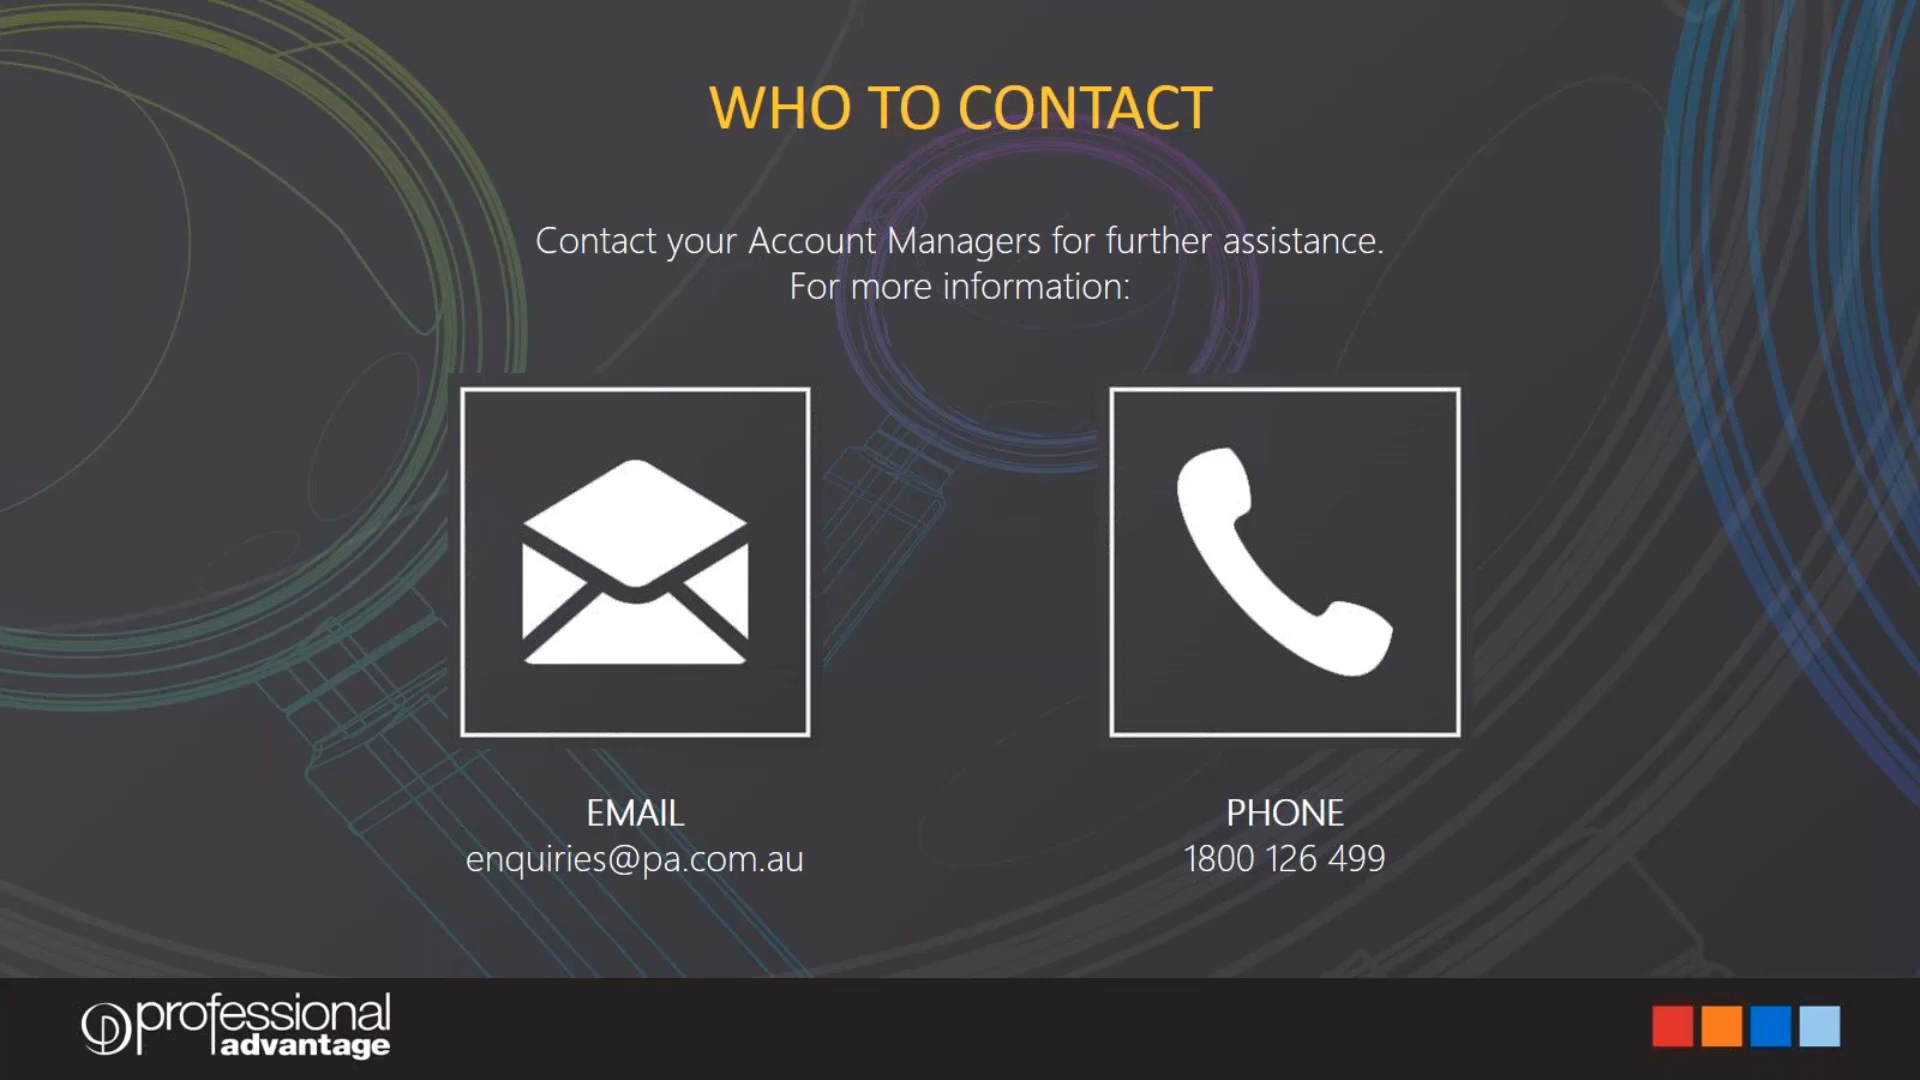 WHO TO CONTACT
Contact your Account Managers for further assistance.
For more information:
EMAIL
enquiries@pa.com.au
PHONE
1800 126 499
professional
advantage